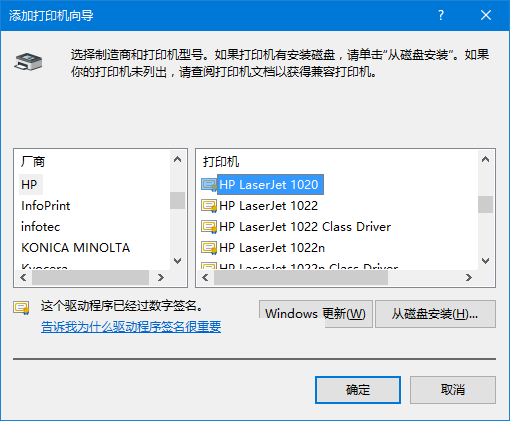 添加打印机向导
选择制造商和打印机型号。如果打印机有安装磁盘，请单击“从磁盘安装”。如果
你的打印机未列出，请查阅打印机文档以获得兼容打印机。
厂商
HP
InfoPrint
infotec
KONICA MINOLTA
Kyocera
打印机
HP LaserJet 1020
HP LaserJet 1022
HP LaserJet 1022 Class Driver
HP LaserJet 1022n
HP LaserJet 1022n Class Driver
这个驱动程序已经过数字签名。
告诉我为什么驱动程序签名很重要
Windows 更新(W)
从磁盘安装(H)...
确定
取消